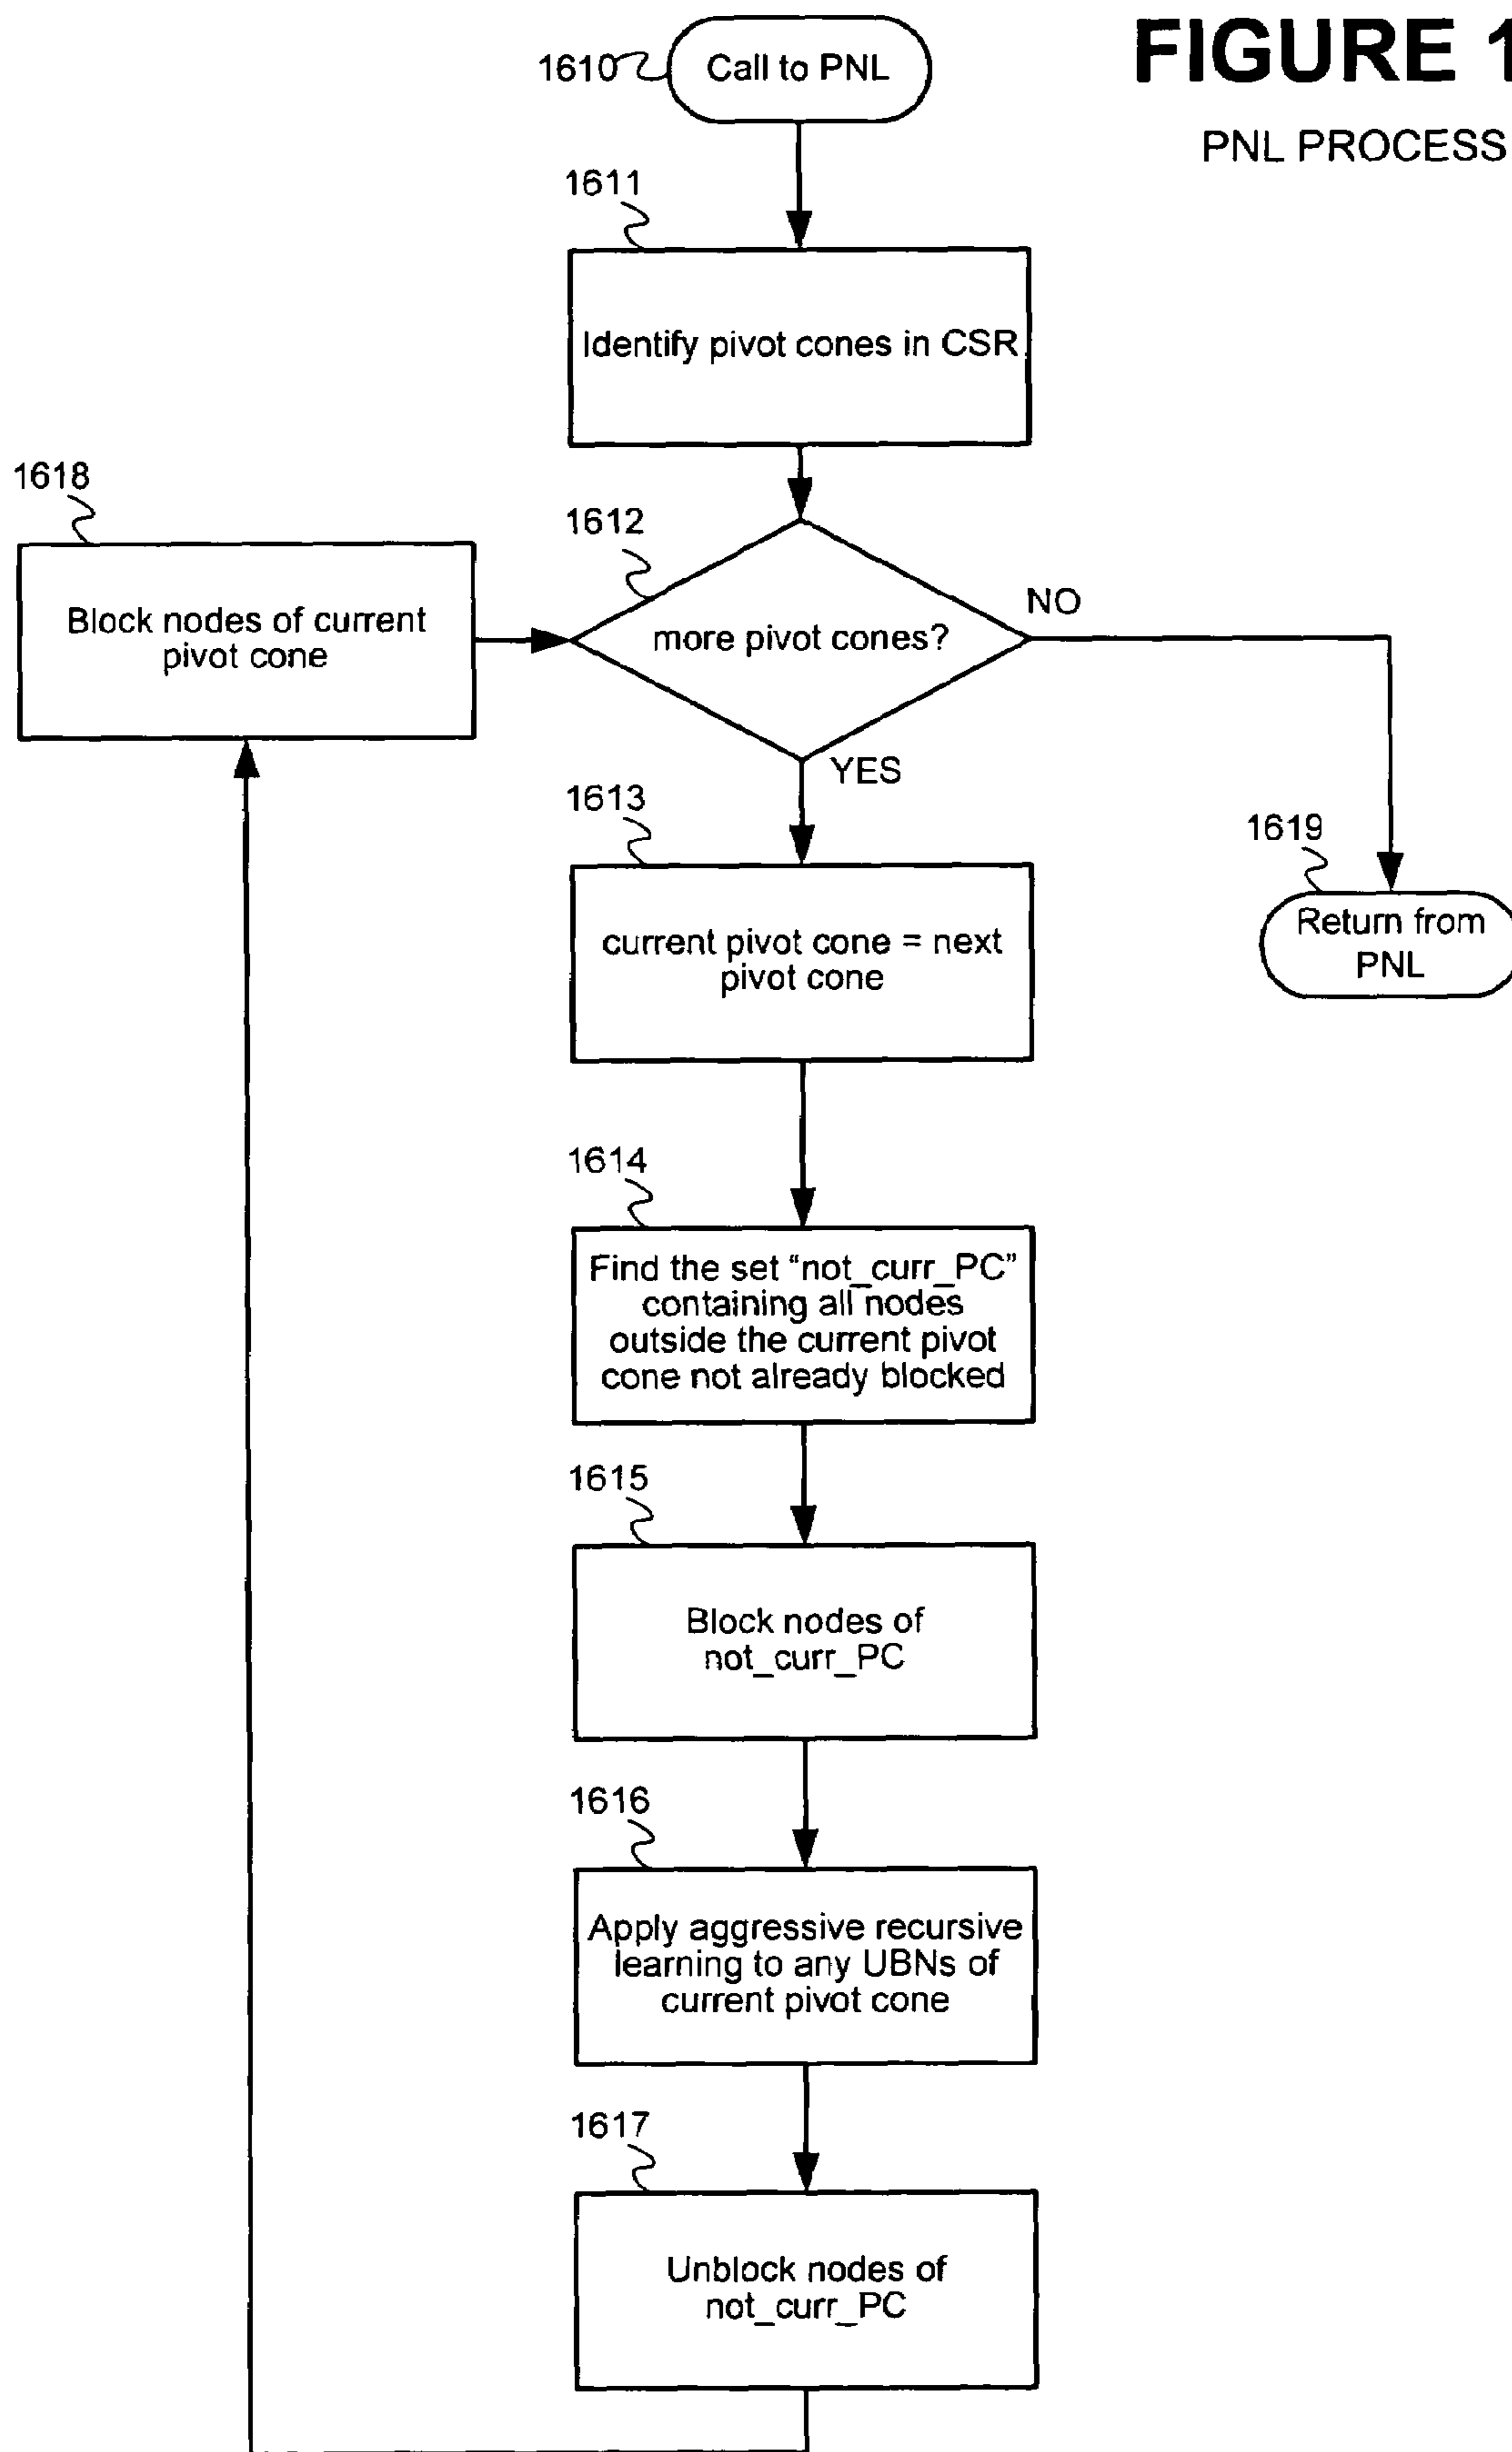 FIGURE 1
PNL PROCESS
1610
Call to PNL
1611
Identify pivot cones in CSR
1618
Block nodes of current
pivot cone
1612
more pivot cones?
NO
YES
1613
current pivot cone = next
pivot cone
1619
Return from
PNL
1614
Find the set “not_curr_PC”
containing all nodes
outside the current pivot
cone not already blocked
1615
Block nodes of
not_curr_PC
1616
Apply aggressive recursive
learning to any UBNs of
current pivot cone
1617
Unblock nodes of
not_curr_PC